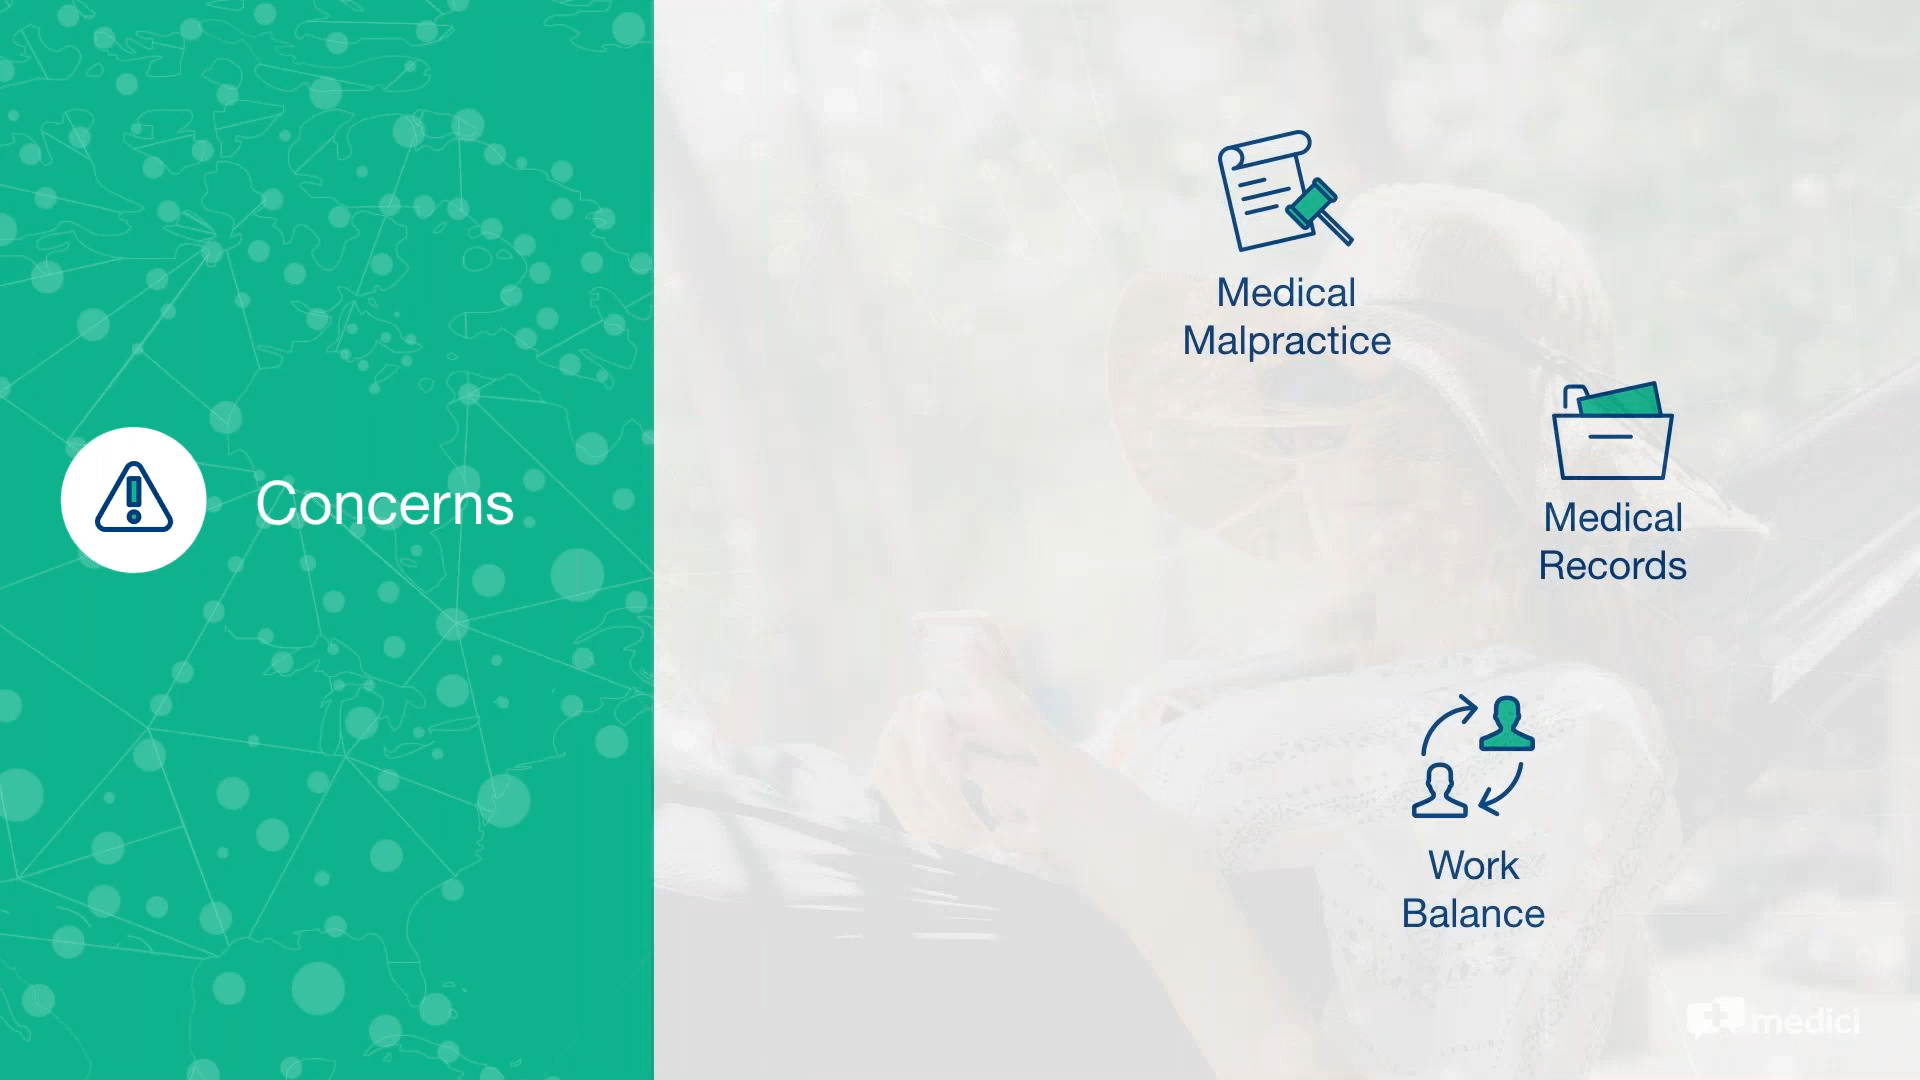 Concerns
Medical
Malpractice
Medical
Records
Work
Balance
medici